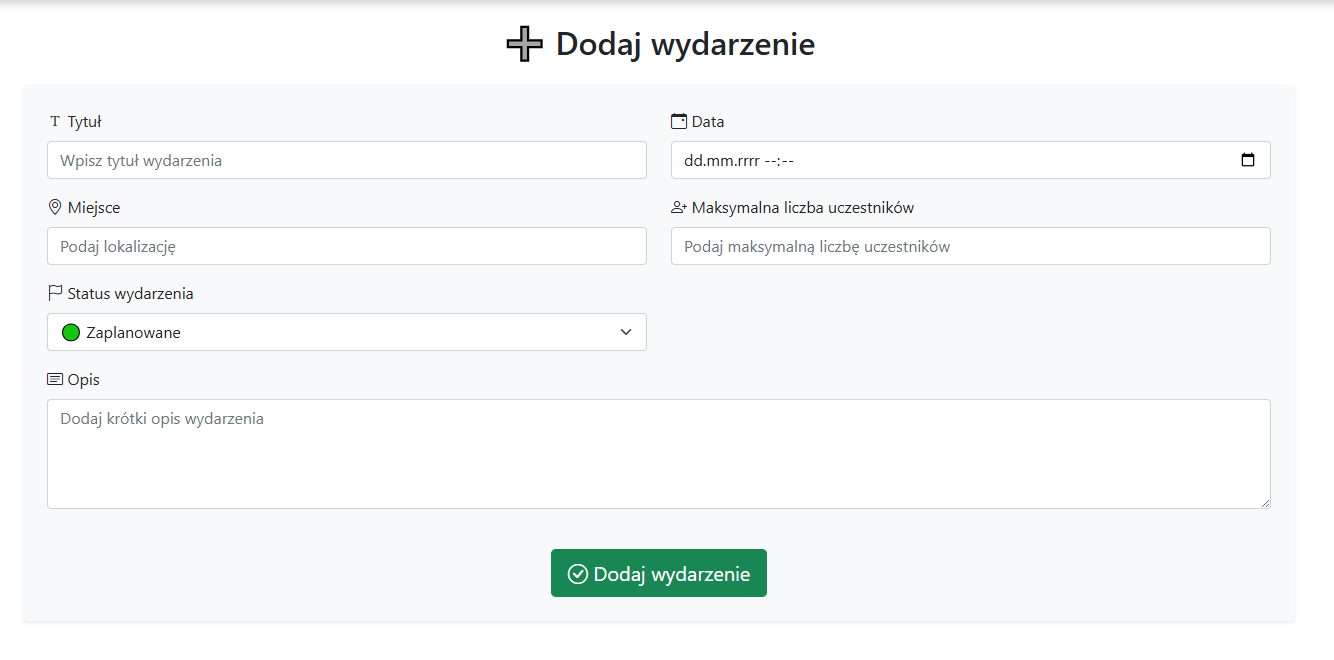 Dodaj wydarzenie
Tytuł
Wpisz tytuł wydarzenia
Data
dd.mm.rrrr --:--
Miejsce
Podaj lokalizację
Maksymalna liczba uczestników
Podaj maksymalną liczbę uczestników
Status wydarzenia
Zaplanowane
Opis
Dodaj krótki opis wydarzenia
Dodaj wydarzenie